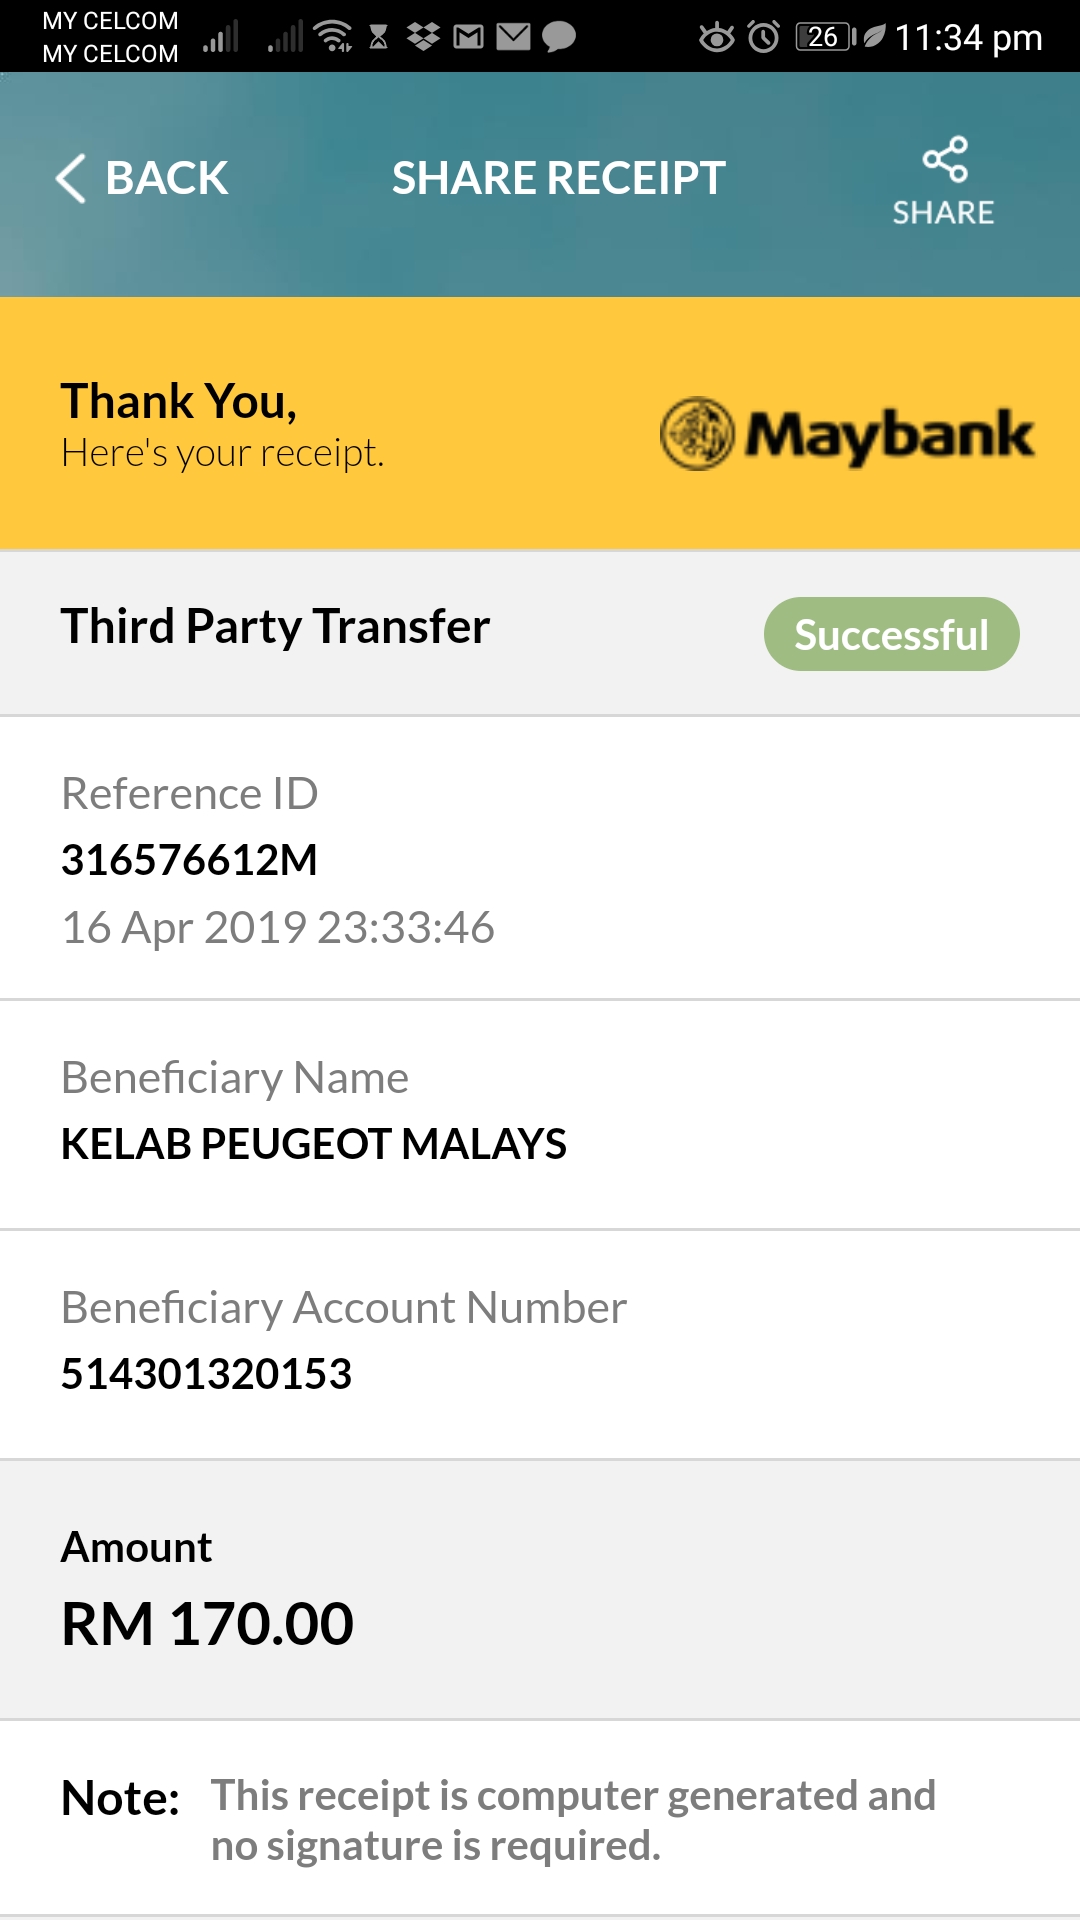 MY CELCOM
MY CELCOM
26
11:34 pm
BACK
SHARE RECEIPT
SHARE
Thank You,
Here's your receipt.
Maybank
Third Party Transfer
Successful
Reference ID
316576612M
16 Apr 2019 23:33:46
Beneficiary Name
KELAB PEUGEOT MALAYS
Beneficiary Account Number
514301320153
Amount
RM 170.00
Note: This receipt is computer generated and
no signature is required.